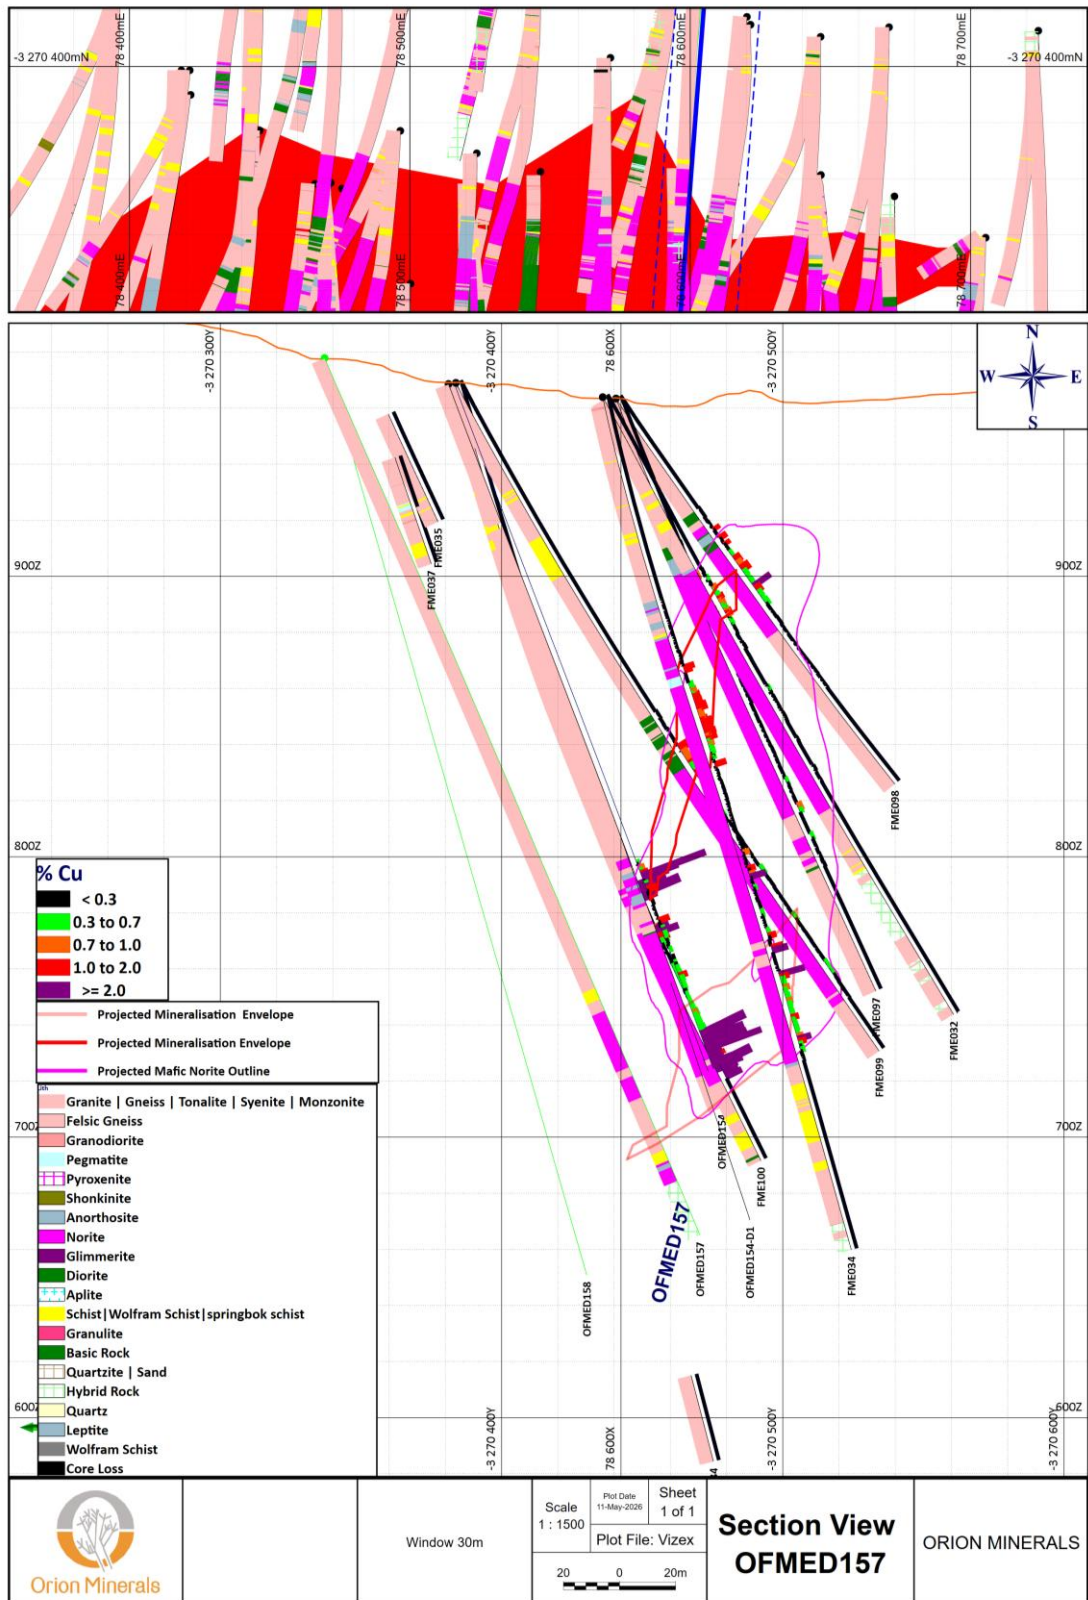 -3 270 400mN
78 400mE
78 500mE
78 600mE
78 700mE
-3 270 400mN
78 400mE
78 500mE
78 600mE
78 700mE
-3 270 300Y
-3 270 400Y
78 600X
-3 270 500Y
N
W E
S
900Z
800Z
700Z
600Z
FME035
FME037
FME098
FME097
FME032
FME099
FME100
OFMED157
OFMED157
OFMED154-D1
OFMED158
FME034
% Cu
< 0.3
0.3 to 0.7
0.7 to 1.0
1.0 to 2.0
>= 2.0
Projected Mineralisation Envelope
Projected Mineralisation Envelope
Projected Mafic Norite Outline
Granite | Gneiss | Tonalite | Syenite | Monzonite
Felsic Gneiss
Granodiorite
Pegmatite
Pyroxenite
Shonkinite
Anorthosite
Norite
Glimmerite
Diorite
Aplite
Schist|Wolfram Schist|springbok schist
Granulite
Basic Rock
Quartzite | Sand
Hybrid Rock
Quartz
Leptite
Wolfram Schist
Core Loss
-3 270 400Y
78 600X
-3 270 500Y
-3 270 600Y
Orion Minerals
Window 30m
Scale
1 : 1500
Plot Date
11-May-2026
Sheet
1 of 1
Plot File: Vizex
20 0 20m
Section View
OFMED157
ORION MINERALS